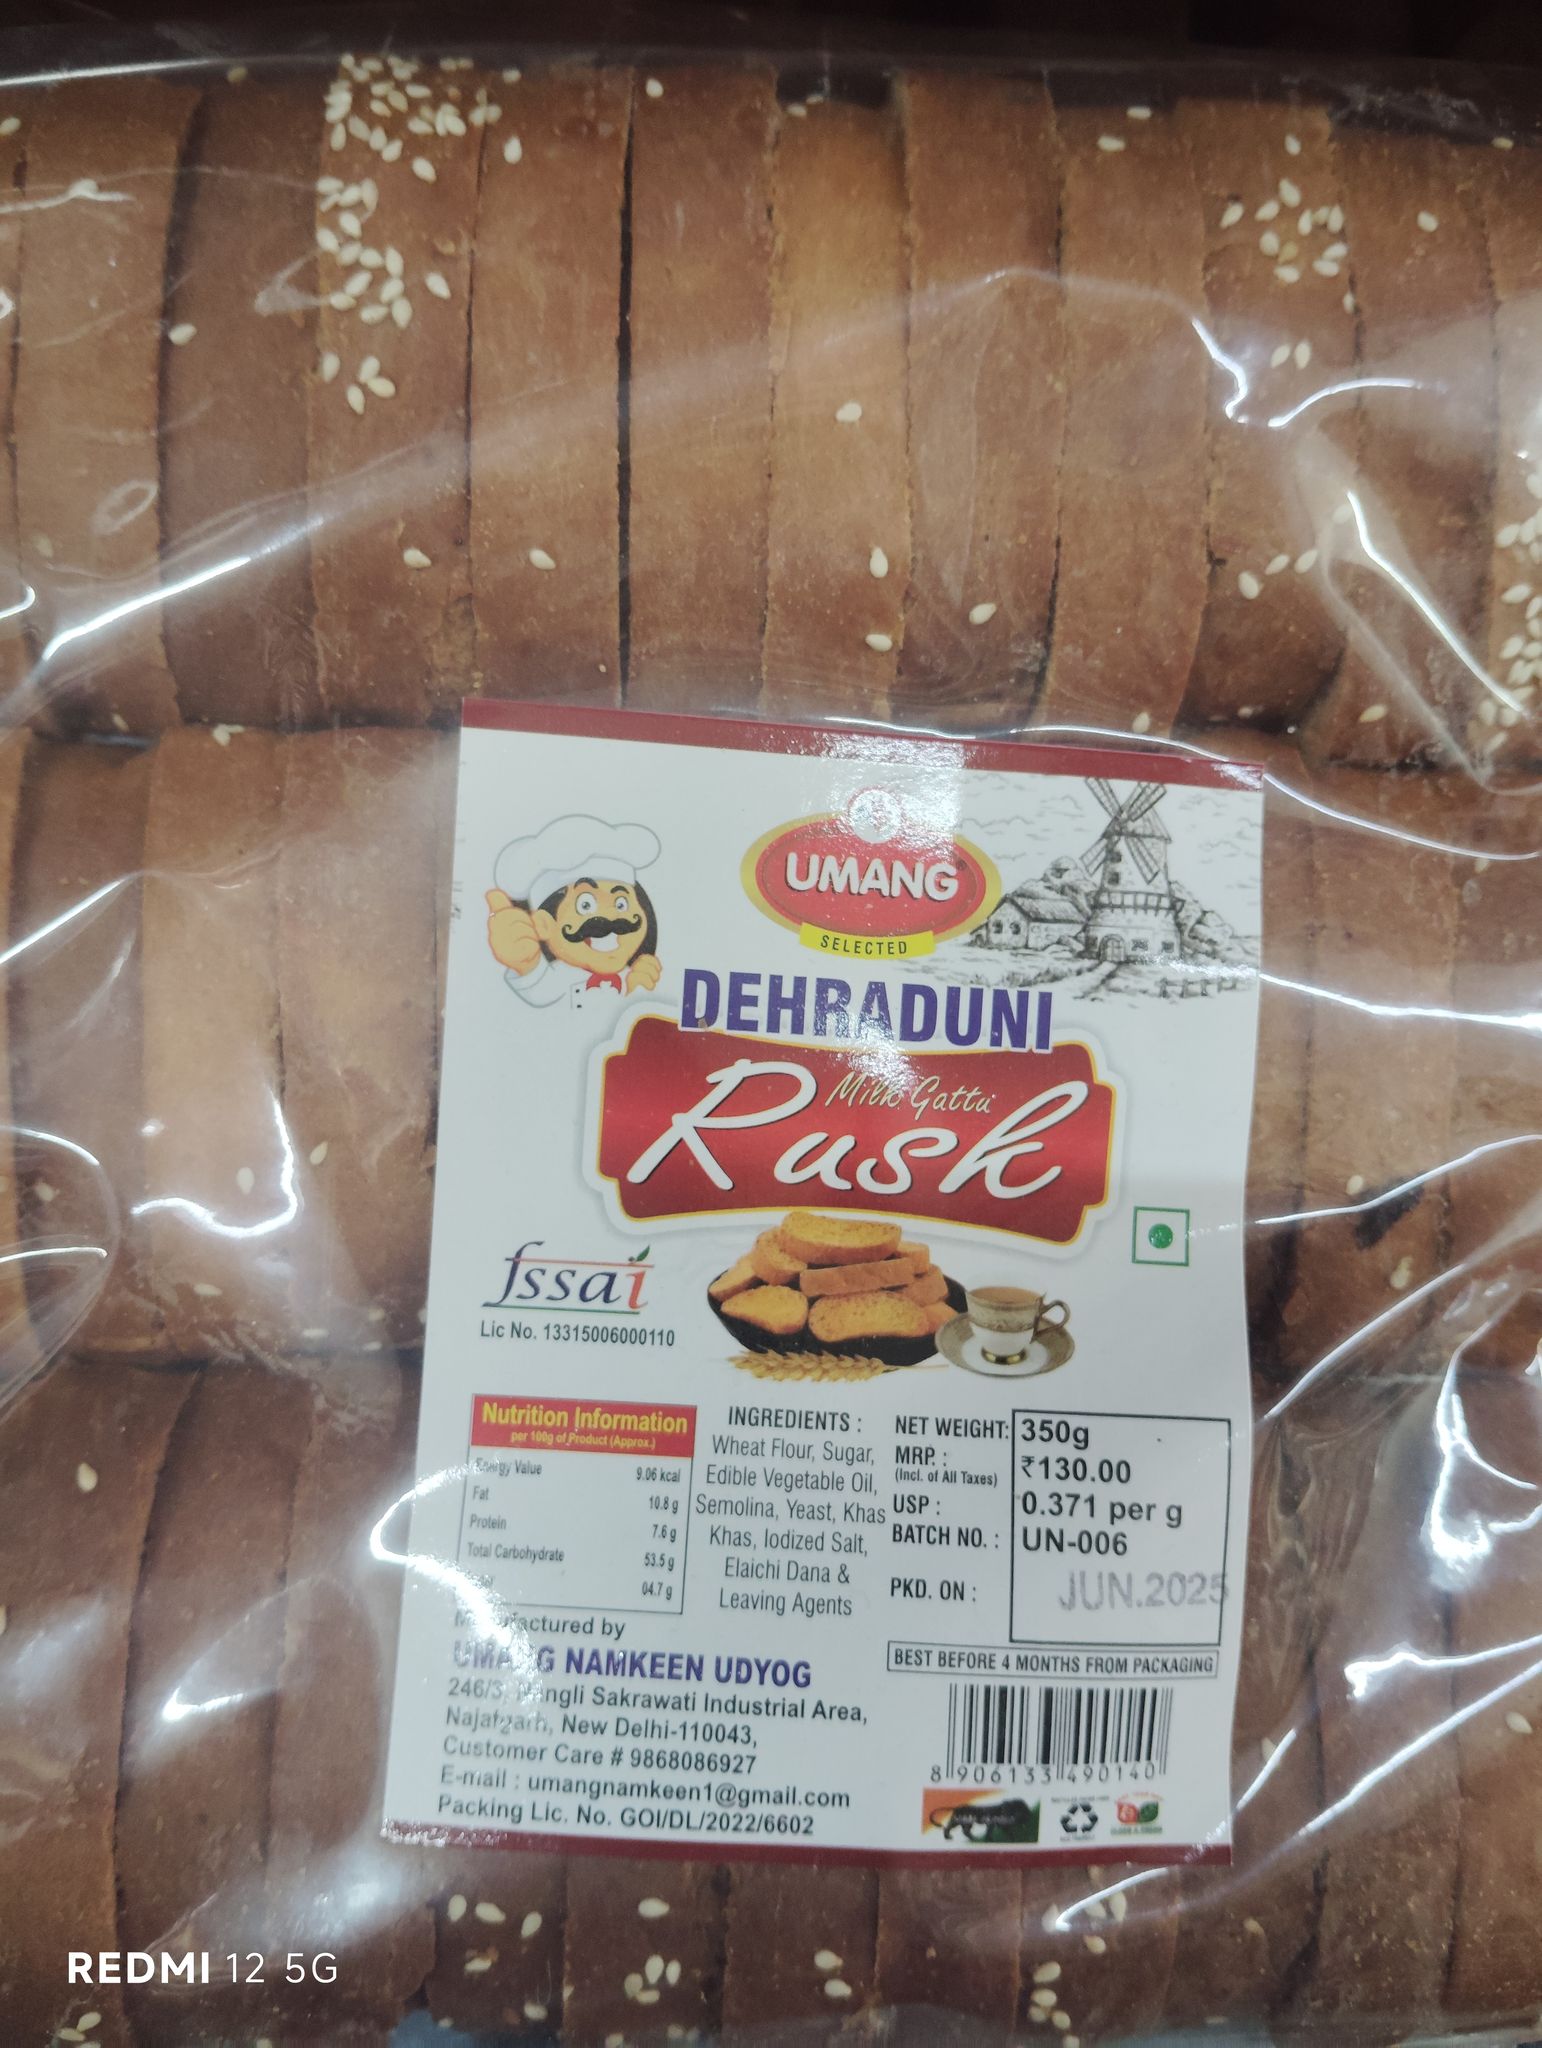 UMANG
SELECTED
DEHRADUNI
Milk Gattu
Rusk
fssai
Lic No. 13315006000110
Nutrition Information
per 100g of Product (Approx.)
Energy Value 9.06 kcal
Fat 10.8 g
Protein 7.6 g
Total Carbohydrate 53.5 g
04.7 g
INGREDIENTS :
Wheat Flour, Sugar,
Edible Vegetable Oil,
Semolina, Yeast, Khas
Khas, Iodized Salt,
Elaichi Dana &
Leaving Agents
NET WEIGHT: 350g
MRP. : ₹130.00
(Incl. of All Taxes)
USP : 0.371 per g
BATCH NO. : UN-006
PKD. ON : JUN.2025
BEST BEFORE 4 MONTHS FROM PACKAGING
Manufactured by
UMANG NAMKEEN UDYOG
246/3, Nangli Sakrawati Industrial Area,
Najafgarh, New Delhi-110043,
Customer Care # 9868086927
E-mail : umangnamkeen1@gmail.com
Packing Lic. No. GOI/DL/2022/6602
8 906133 490140
REDMI 12 5G